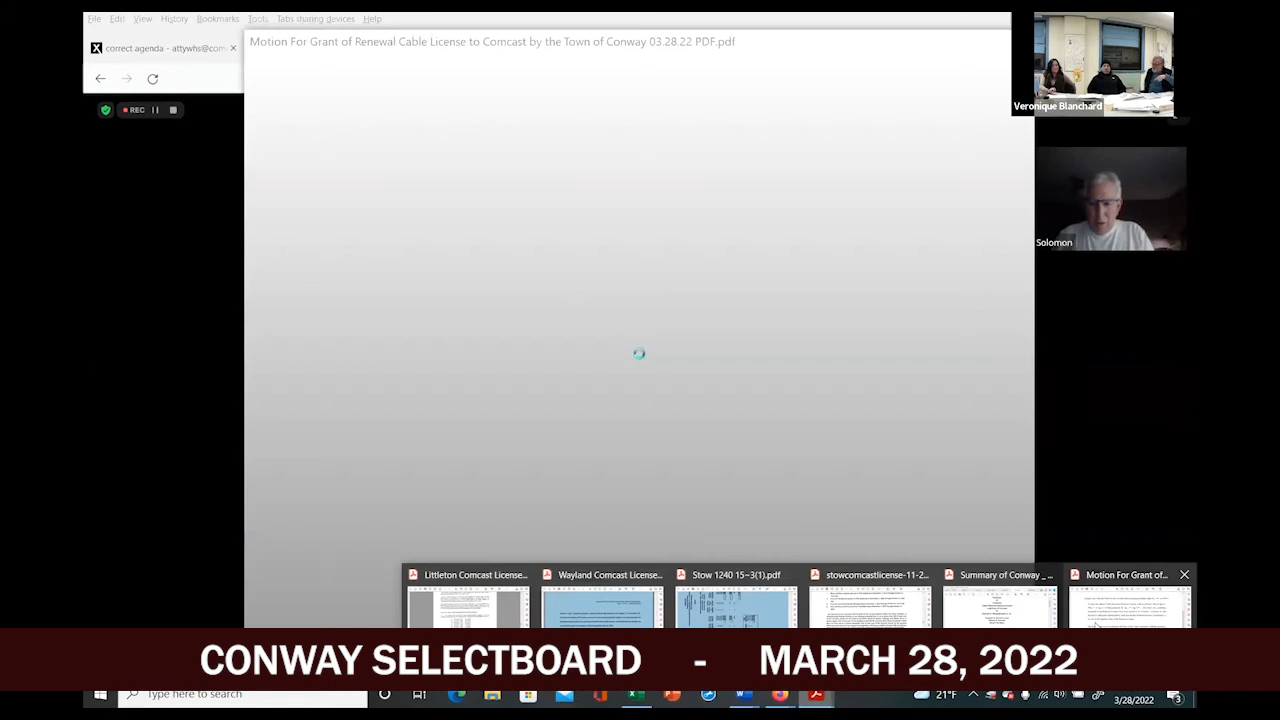 File Edit View History Bookmarks Tools Tabs sharing devices Help
correct agenda - attywhs@com
Motion For Grant of Renewal Cable License to Comcast by the Town of Conway 03.28.22 PDF.pdf
REC
Veronique Blanchard
Solomon
Littleton Comcast License...
Wayland Comcast License...
Stow 1240 15~3(1).pdf
stowcomcastlicense-11-2...
Summary of Conway _ ...
Motion For Grant of...
CONWAY SELECTBOARD - MARCH 28, 2022
Type here to search
21°F
3/28/2022
3